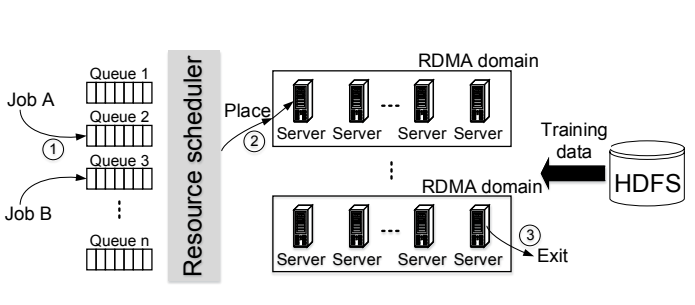 Queue 1
Job A
Queue 2
1
Queue 3
Job B
Queue n
Resource scheduler
Place
2
RDMA domain
Server Server Server Server
RDMA domain
Server Server Server Server
3
Exit
Training
data
HDFS